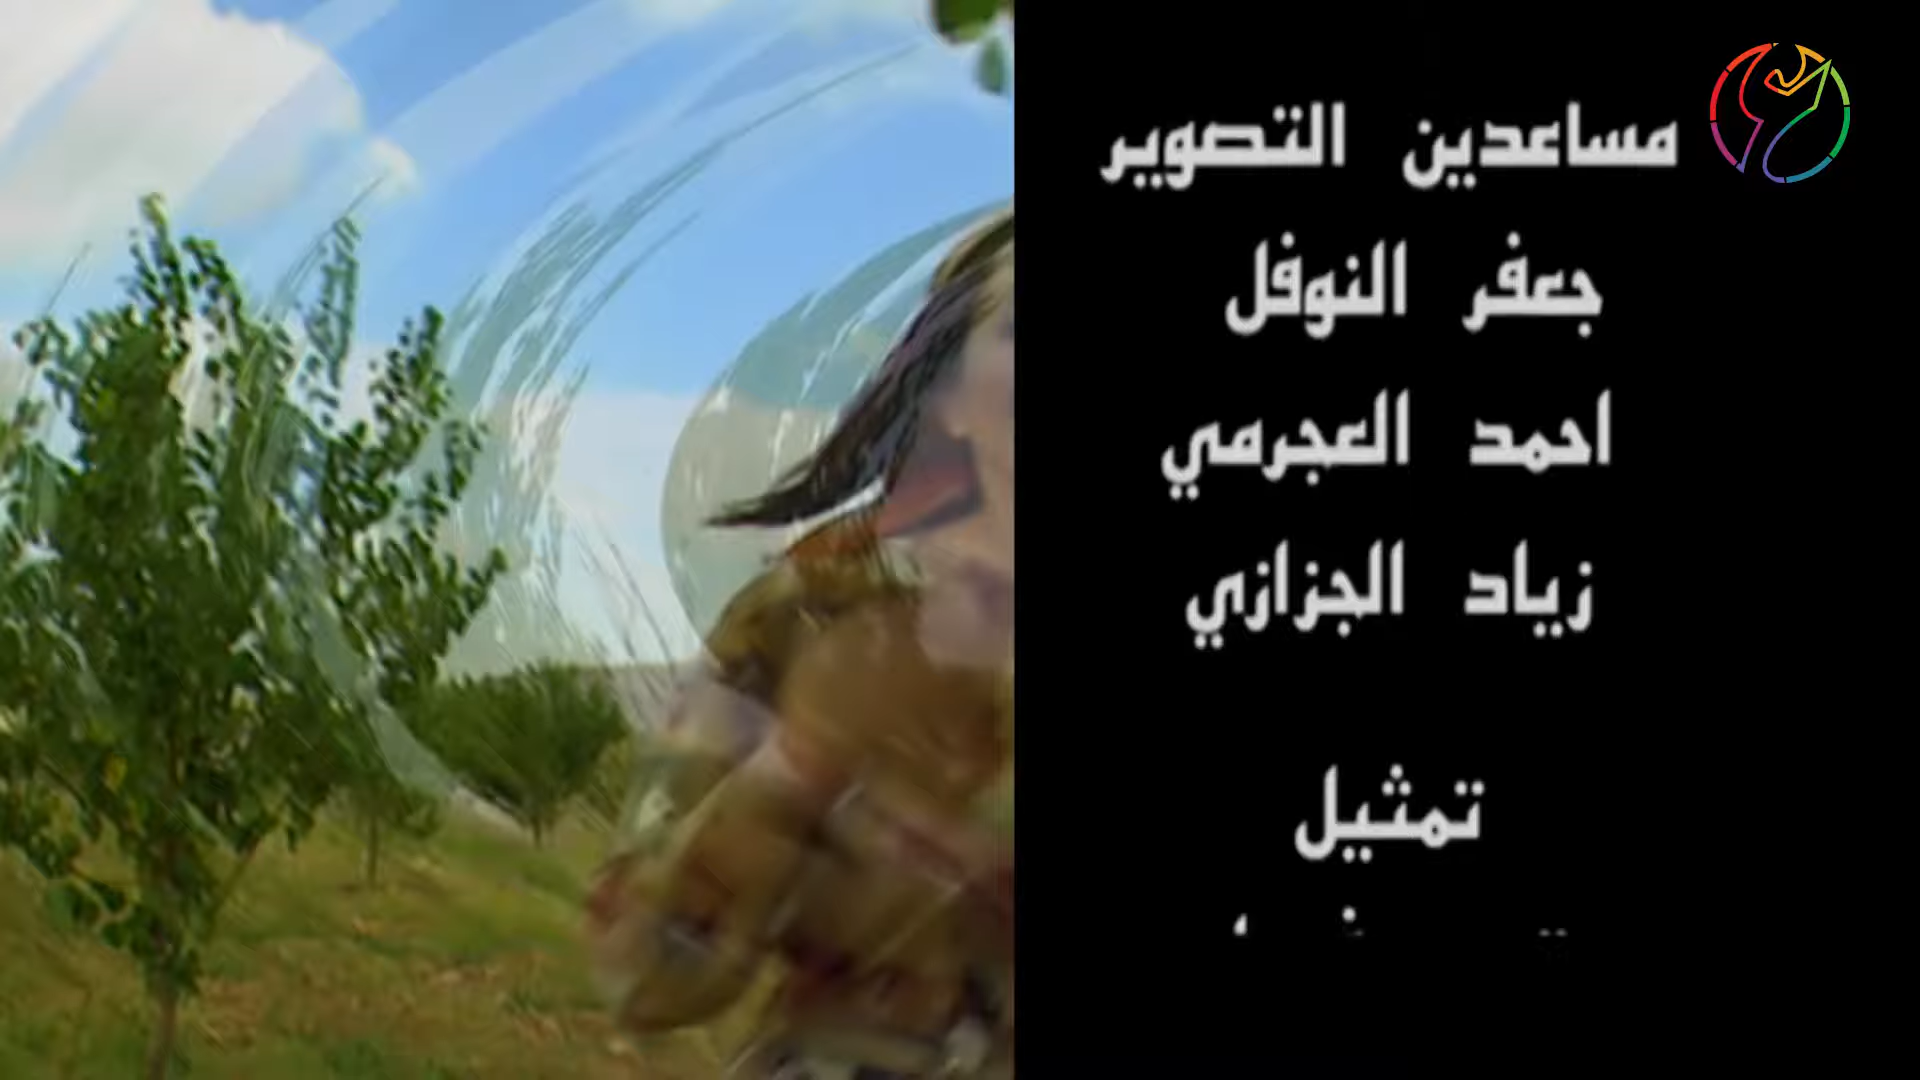 مساعدين التصوير
جعفر النوفل
احمد العجرمي
زياد الجزازي
تمثيل